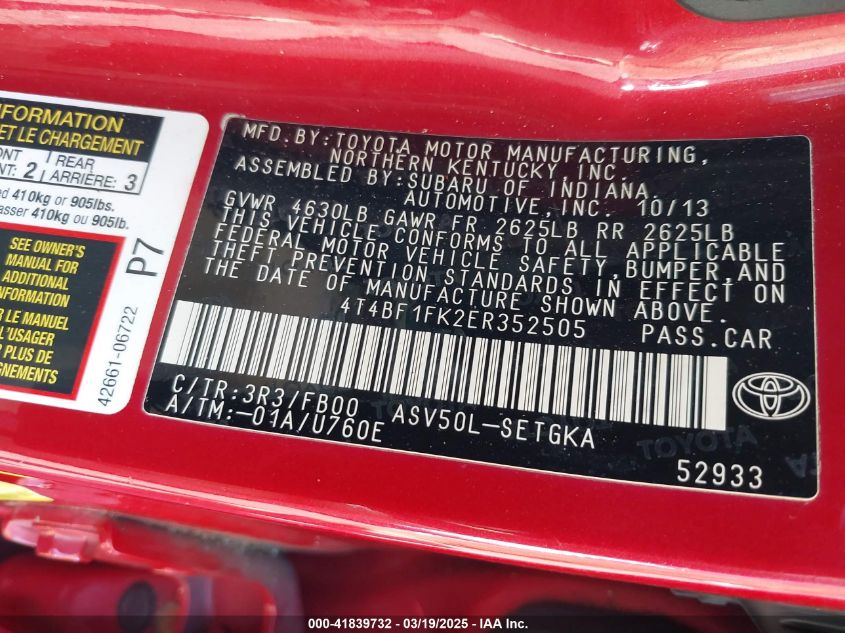 INFORMATION
ET LE CHARGEMENT
2
REAR
ARRIÈRE: 3
410kg or 905lbs.
410kg ou 905lb.
SEE OWNER'S
MANUAL FOR
ADDITIONAL
INFORMATION
LE MANUEL
L'USAGER
PLUS DE
P7
42661-06722
MFD.BY:TOYOTA MOTOR MANUFACTURING,
NORTHERN KENTUCKY, INC.
ASSEMBLED BY:SUBARU OF INDIANA
AUTOMOTIVE,INC. 10/13
GVWR 4630LB GAWR FR 2625LB RR 2625LB
THIS VEHICLE CONFORMS TO ALL APPLICABLE
FEDERAL MOTOR VEHICLE SAFETY,BUMPER,AND
THEFT PREVENTION STANDARDS IN EFFECT ON
THE DATE OF MANUFACTURE SHOWN ABOVE.
4T4BF1FK2ER352505 PASS.CAR
C/TR:3R3/FB00 ASV50L-SETGKA
A/TM:-01A/U760E
TOYOTA
52933
000-41839732 - 03/19/2025 - IAA Inc.